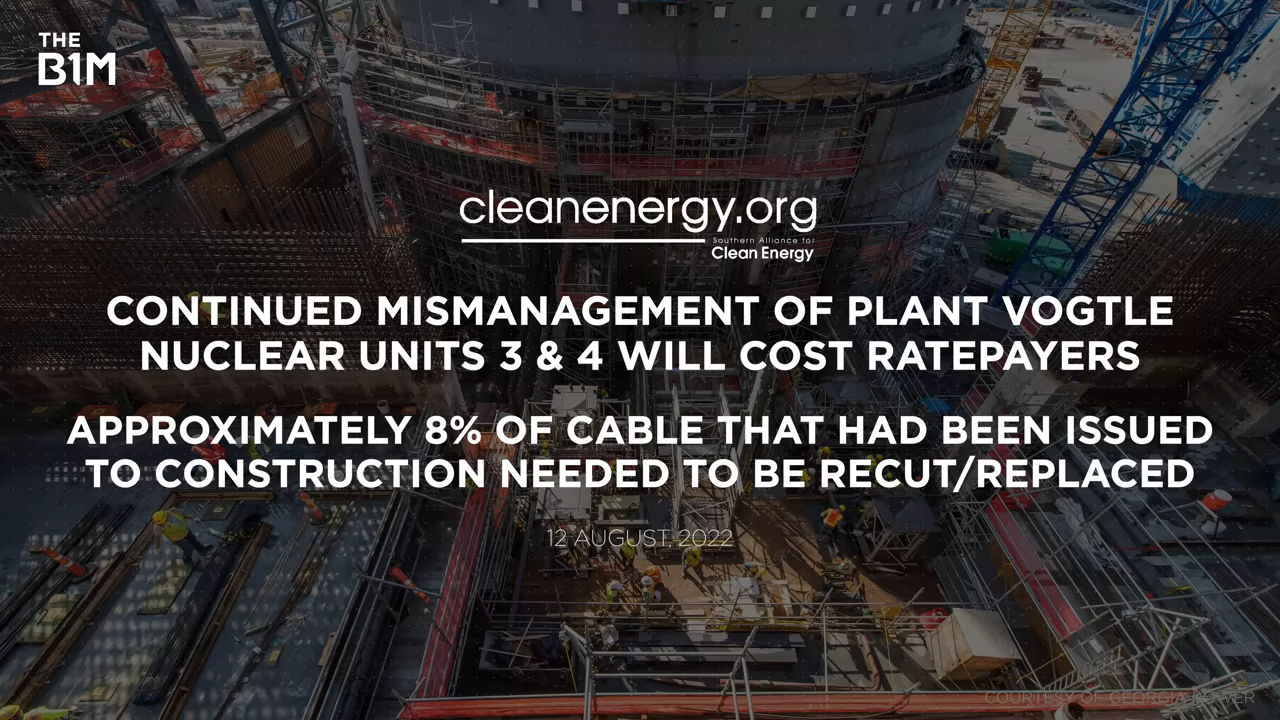 THE
B1M
cleanenergy.org
Southern Alliance for
Clean Energy
CONTINUED MISMANAGEMENT OF PLANT VOGTLE
NUCLEAR UNITS 3 & 4 WILL COST RATEPAYERS
APPROXIMATELY 8% OF CABLE THAT HAD BEEN ISSUED
TO CONSTRUCTION NEEDED TO BE RECUT/REPLACED
12 AUGUST, 2022
COURTESY OF GEORGIA POWER